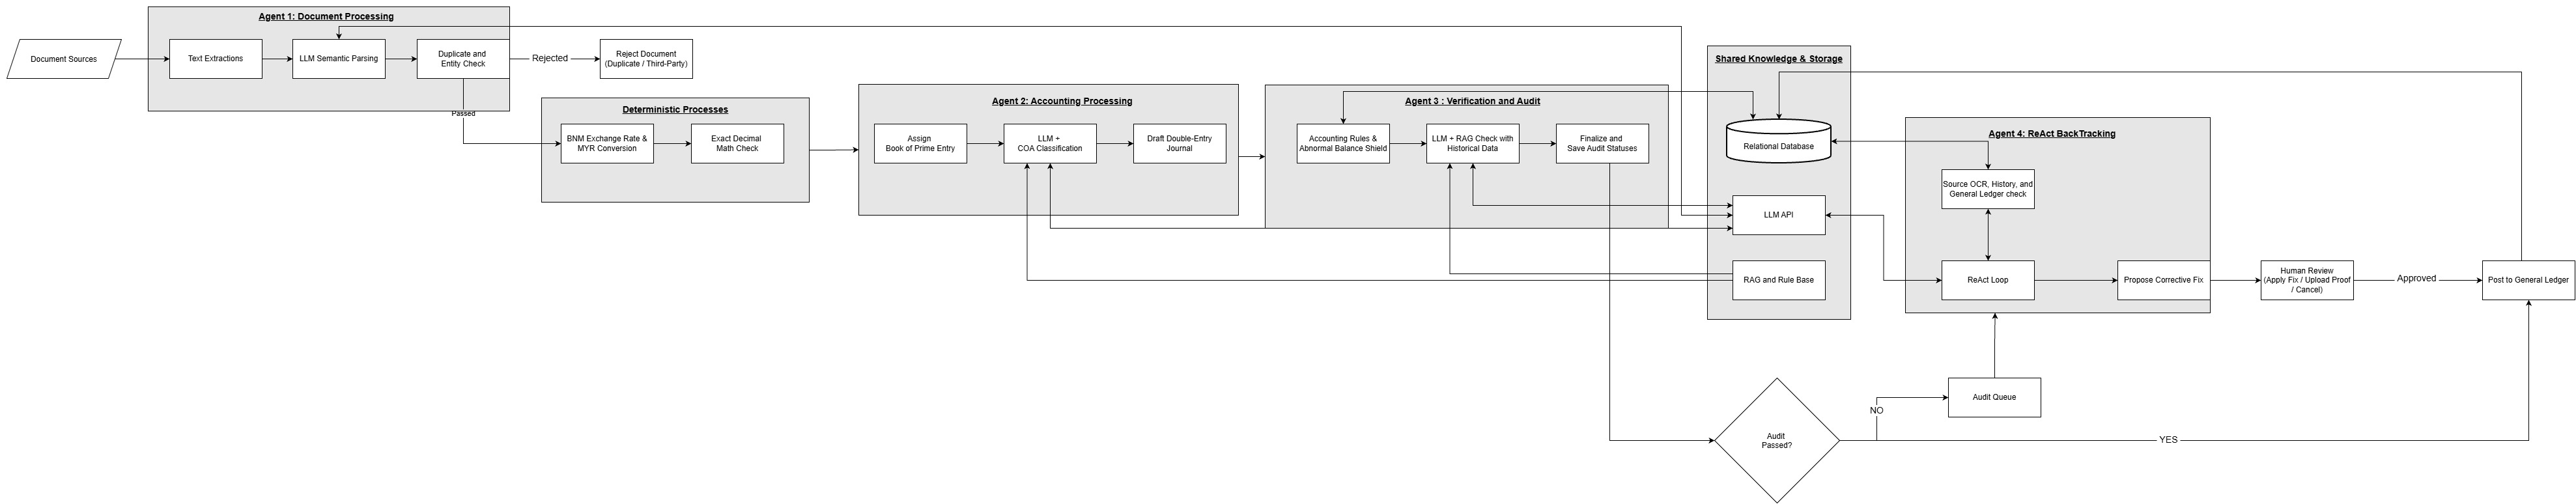 Agent 1: Document Processing
Document Sources
Text Extractions
LLM Semantic Parsing
Duplicate and
Entity Check
Rejected
Reject Document
(Duplicate / Third-Party)
Passed
Deterministic Processes
BNM Exchange Rate &
MYR Conversion
Exact Decimal
Math Check
Agent 2: Accounting Processing
Assign
Book of Prime Entry
LLM +
COA Classification
Draft Double-Entry
Journal
Agent 3 : Verification and Audit
Accounting Rules &
Abnormal Balance Shield
LLM + RAG Check with
Historical Data
Finalize and
Save Audit Statuses
Shared Knowledge & Storage
Relational Database
LLM API
RAG and Rule Base
Agent 4: ReAct BackTracking
Source OCR, History, and
General Ledger check
ReAct Loop
Propose Corrective Fix
Human Review
(Apply Fix / Upload Proof
/ Cancel)
Approved
Post to General Ledger
Audit Queue
NO
Audit
Passed?
YES